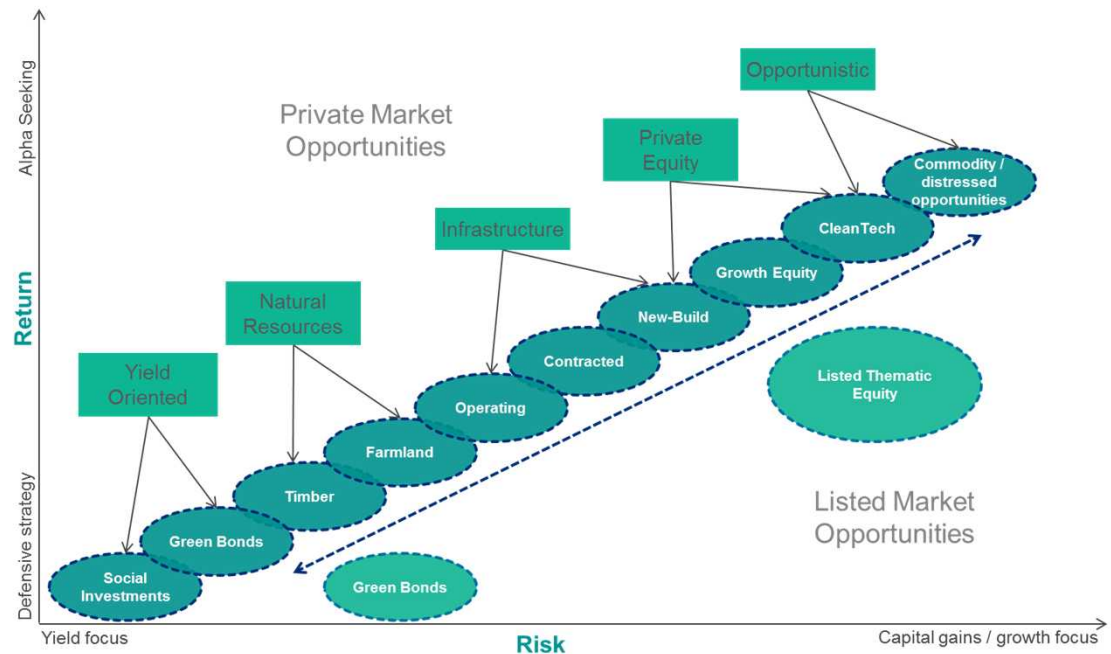 Alpha Seeking
Return
Defensive strategy
Private Market
Opportunities
Opportunistic
Private
Equity
Infrastructure
Natural
Resources
Yield
Oriented
Commodity /
distressed
opportunities
CleanTech
Growth Equity
New-Build
Contracted
Operating
Farmland
Timber
Green Bonds
Social
Investments
Listed Thematic
Equity
Listed Market
Opportunities
Green Bonds
Yield focus
Risk
Capital gains / growth focus